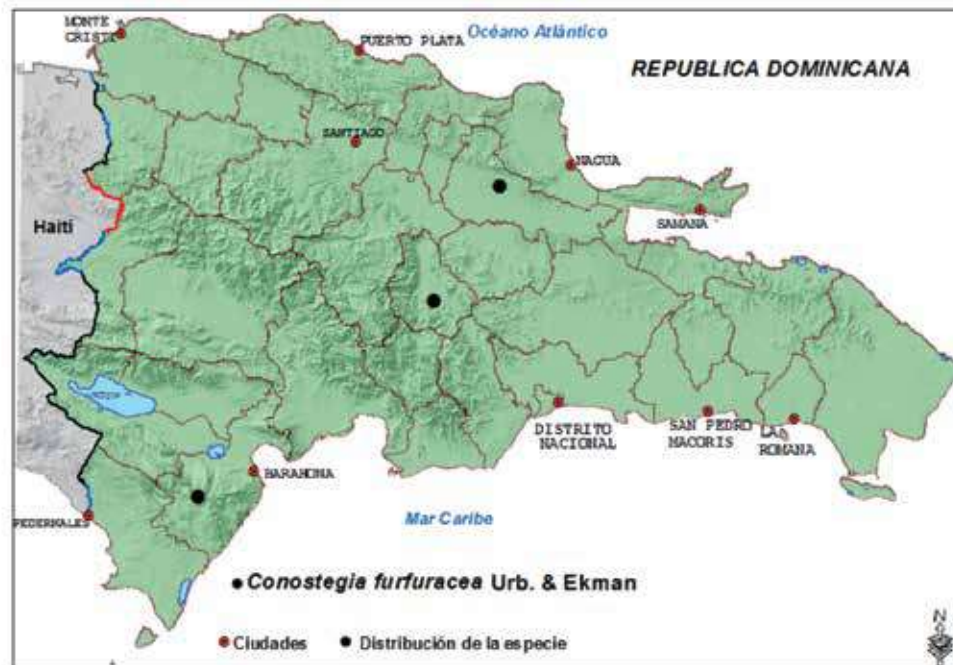 MONTE
CRISTI
PUERTO PLATA
Océano Atlántico
REPUBLICA DOMINICANA
SANTIAGO
NAGUA
SAMANA
Haití
DISTRITO
NACIONAL
SAN PEDRO
MACORIS
LA
ROMANA
BARAHONA
PEDERNALES
Mar Caribe
Conostegia furfuracea Urb. & Ekman
Ciudades
Distribución de la especie
N